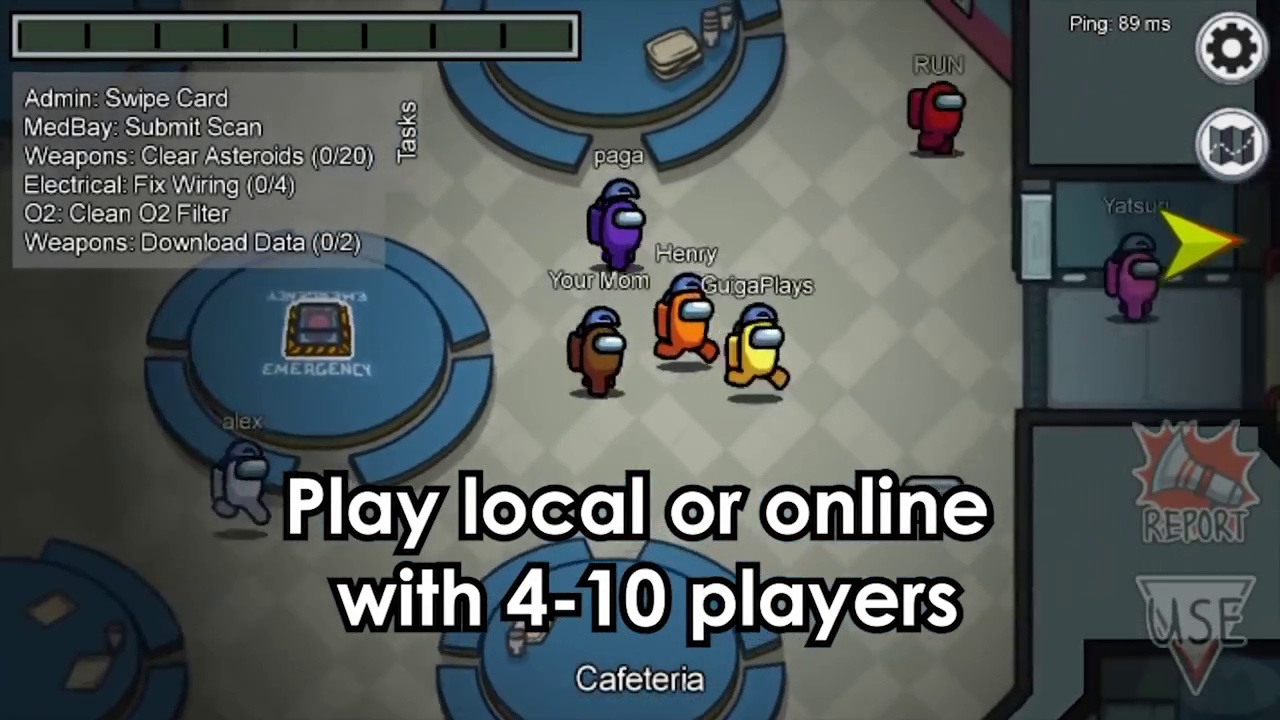 Ping: 89 ms
RUN
Admin: Swipe Card
MedBay: Submit Scan
Weapons: Clear Asteroids (0/20)
Electrical: Fix Wiring (0/4)
O2: Clean O2 Filter
Weapons: Download Data (0/2)
Tasks
paga
Yatsuri
Henry
Your Mom
GuigaPlays
EMERGENCY
EMERGENCY
alex
Play local or online
with 4-10 players
REPORT
USE
Cafeteria